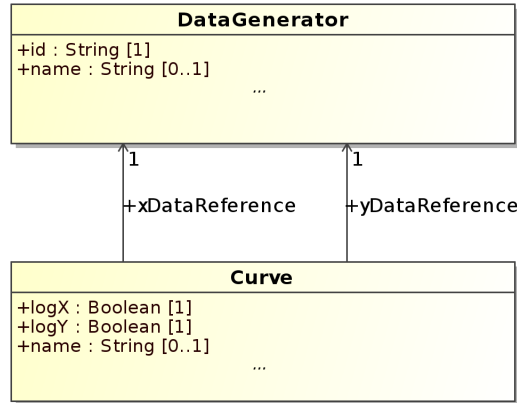 DataGenerator
+id : String [1]
+name : String [0..1]
...
1
1
+xDataReference
+yDataReference
Curve
+logX : Boolean [1]
+logY : Boolean [1]
+name : String [0..1]
...